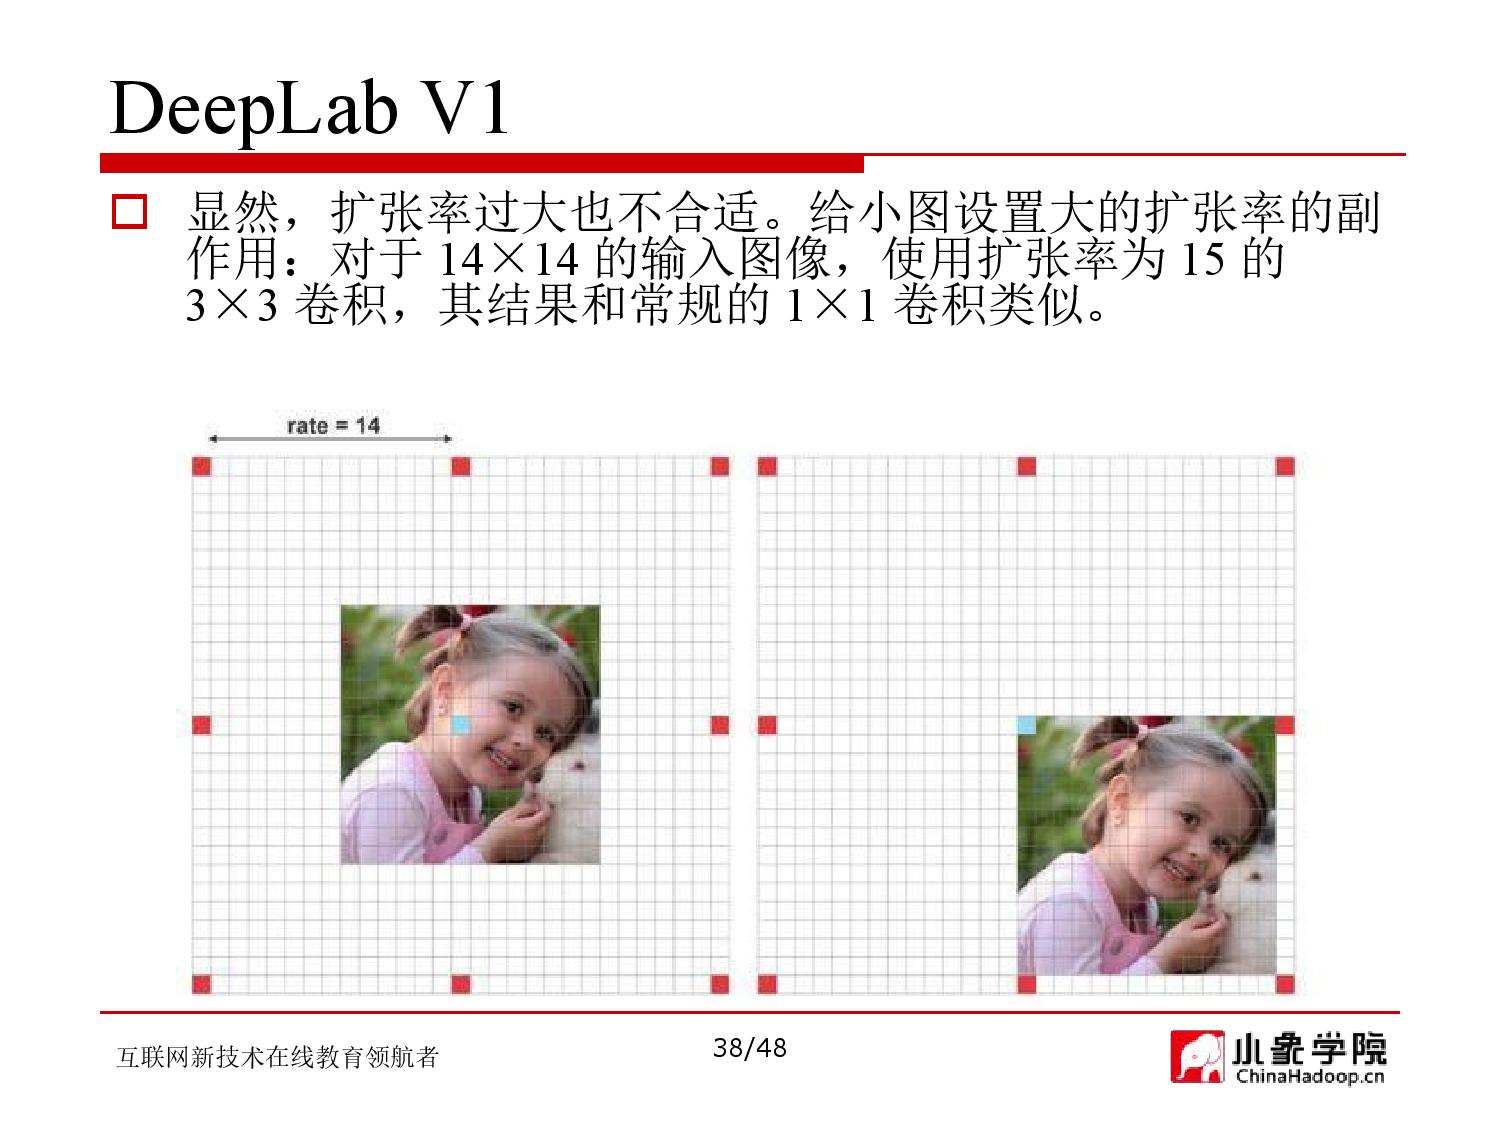 DeepLab V1
显然，扩张率过大也不合适。给小图设置大的扩张率的副
作用：对于 14×14 的输入图像，使用扩张率为 15 的
3×3 卷积，其结果和常规的 1×1 卷积类似。
rate = 14
互联网新技术在线教育领航者
38/48
小象学院
ChinaHadoop.cn